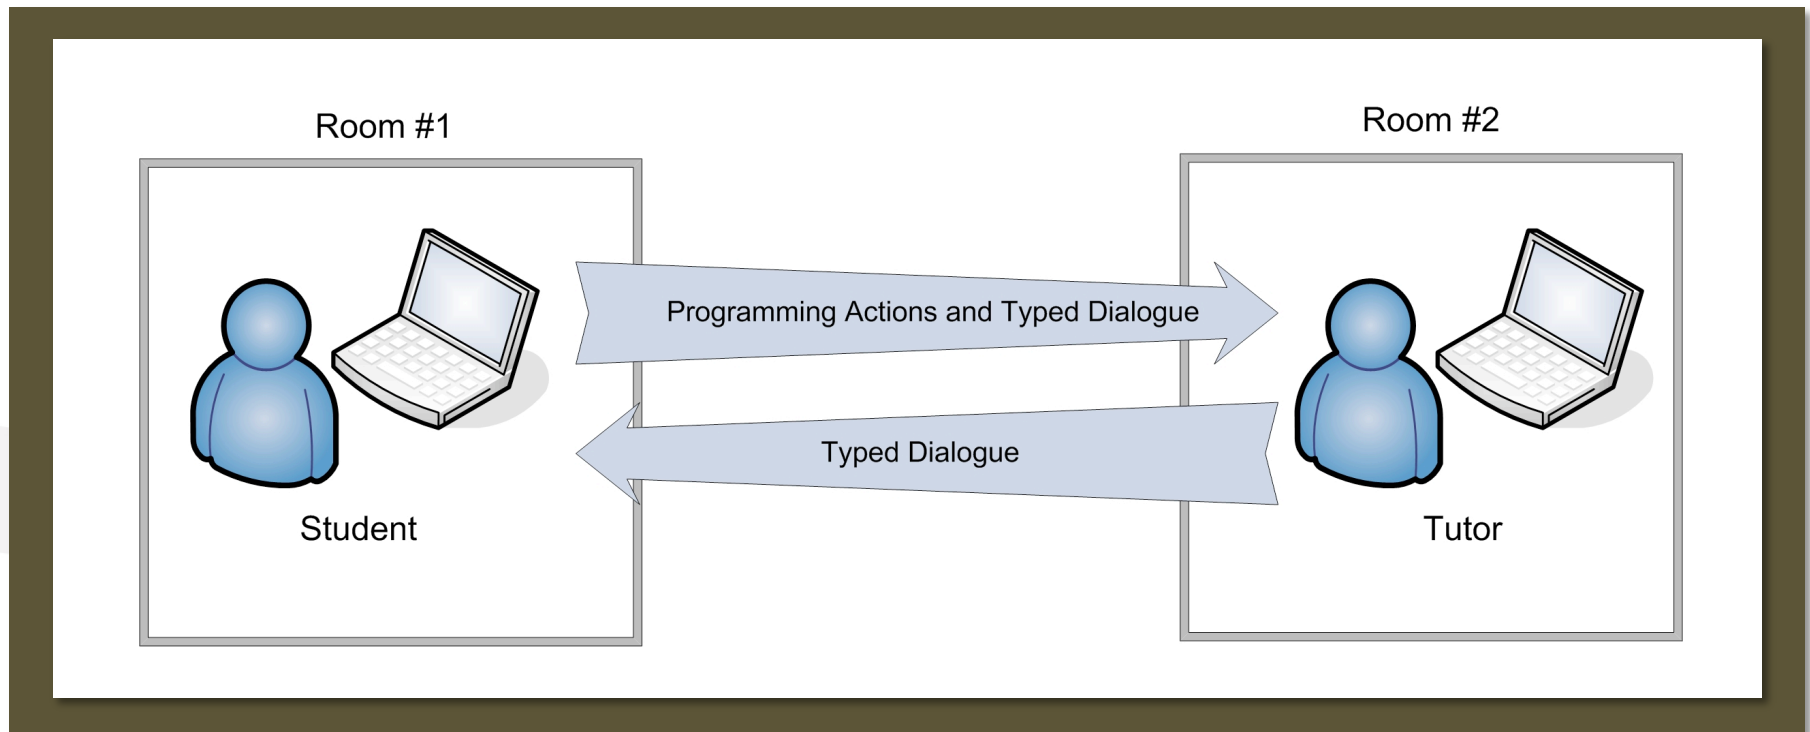 Room #1
Room #2
Programming Actions and Typed Dialogue
Typed Dialogue
Student
Tutor